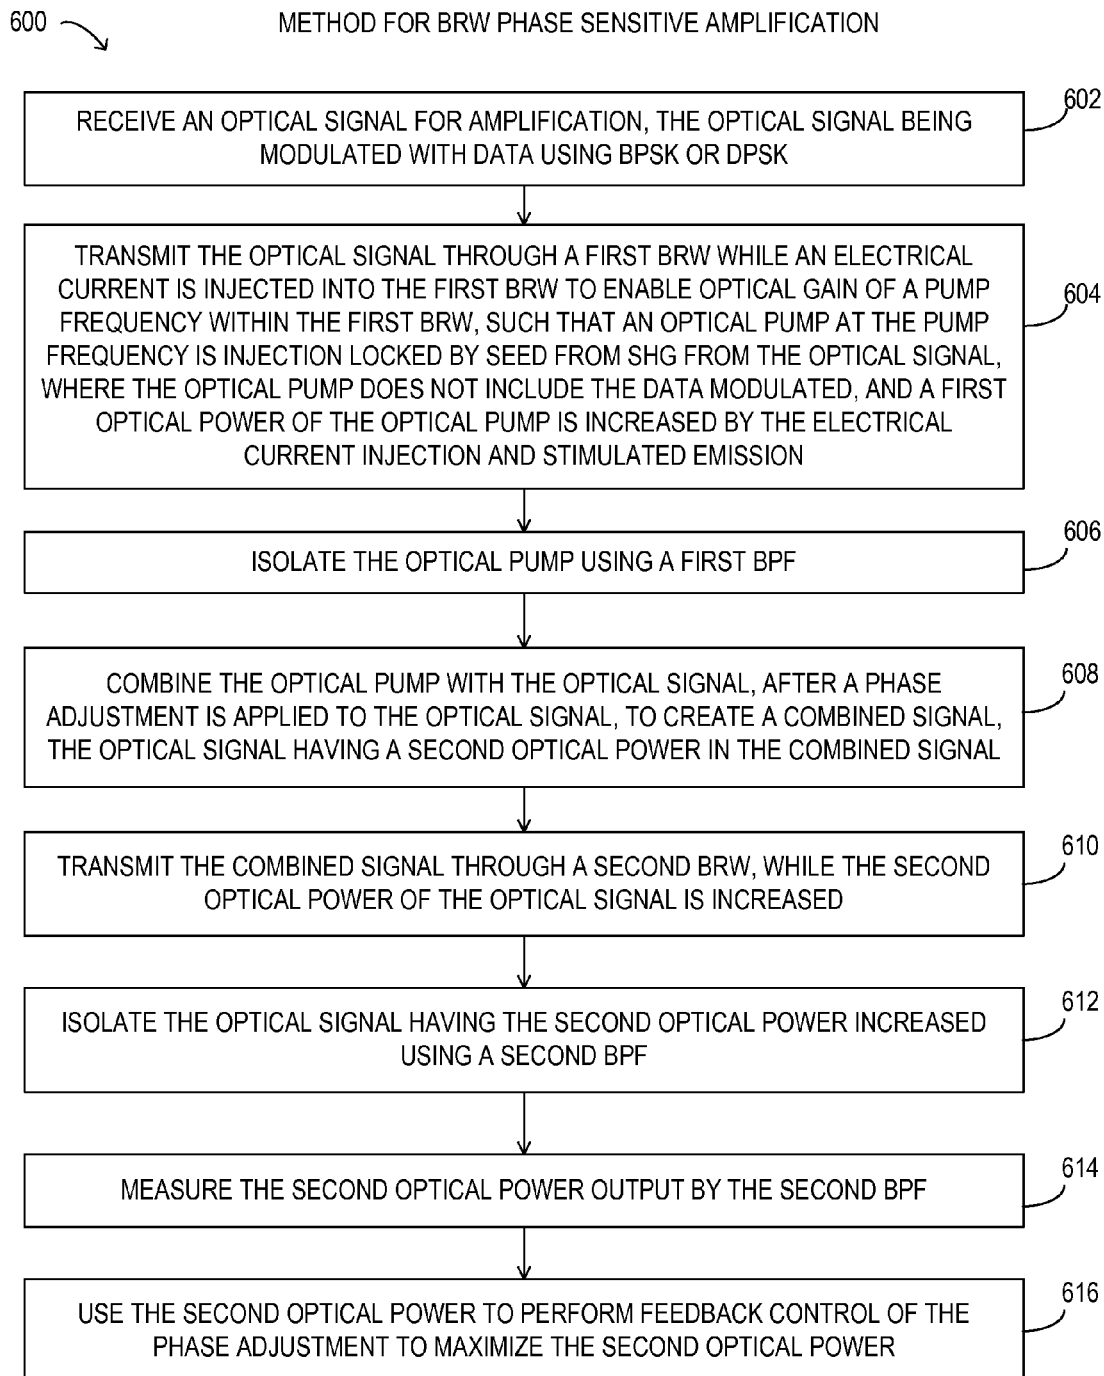 600
METHOD FOR BRW PHASE SENSITIVE AMPLIFICATION
602
RECEIVE AN OPTICAL SIGNAL FOR AMPLIFICATION, THE OPTICAL SIGNAL BEING
MODULATED WITH DATA USING BPSK OR DPSK
604
TRANSMIT THE OPTICAL SIGNAL THROUGH A FIRST BRW WHILE AN ELECTRICAL
CURRENT IS INJECTED INTO THE FIRST BRW TO ENABLE OPTICAL GAIN OF A PUMP
FREQUENCY WITHIN THE FIRST BRW, SUCH THAT AN OPTICAL PUMP AT THE PUMP
FREQUENCY IS INJECTION LOCKED BY SEED FROM SHG FROM THE OPTICAL SIGNAL,
WHERE THE OPTICAL PUMP DOES NOT INCLUDE THE DATA MODULATED, AND A FIRST
OPTICAL POWER OF THE OPTICAL PUMP IS INCREASED BY THE ELECTRICAL
CURRENT INJECTION AND STIMULATED EMISSION
606
ISOLATE THE OPTICAL PUMP USING A FIRST BPF
608
COMBINE THE OPTICAL PUMP WITH THE OPTICAL SIGNAL, AFTER A PHASE
ADJUSTMENT IS APPLIED TO THE OPTICAL SIGNAL, TO CREATE A COMBINED SIGNAL,
THE OPTICAL SIGNAL HAVING A SECOND OPTICAL POWER IN THE COMBINED SIGNAL
610
TRANSMIT THE COMBINED SIGNAL THROUGH A SECOND BRW, WHILE THE SECOND
OPTICAL POWER OF THE OPTICAL SIGNAL IS INCREASED
612
ISOLATE THE OPTICAL SIGNAL HAVING THE SECOND OPTICAL POWER INCREASED
USING A SECOND BPF
614
MEASURE THE SECOND OPTICAL POWER OUTPUT BY THE SECOND BPF
616
USE THE SECOND OPTICAL POWER TO PERFORM FEEDBACK CONTROL OF THE
PHASE ADJUSTMENT TO MAXIMIZE THE SECOND OPTICAL POWER